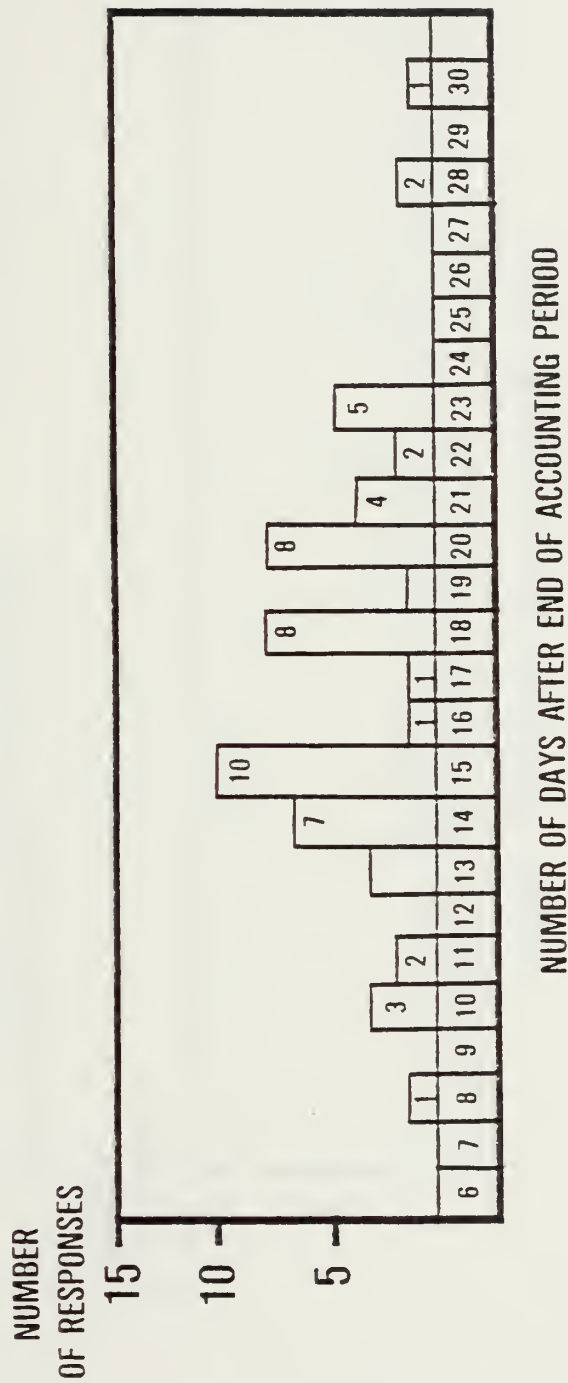 NUMBER
OF RESPONSES
15
10
5
1 3 2 7 10 1 1 8 8 4 2 5 2 1
6 7 8 9 10 11 12 13 14 15 16 17 18 19 20 21 22 23 24 25 26 27 28 29 30
NUMBER OF DAYS AFTER END OF ACCOUNTING PERIOD